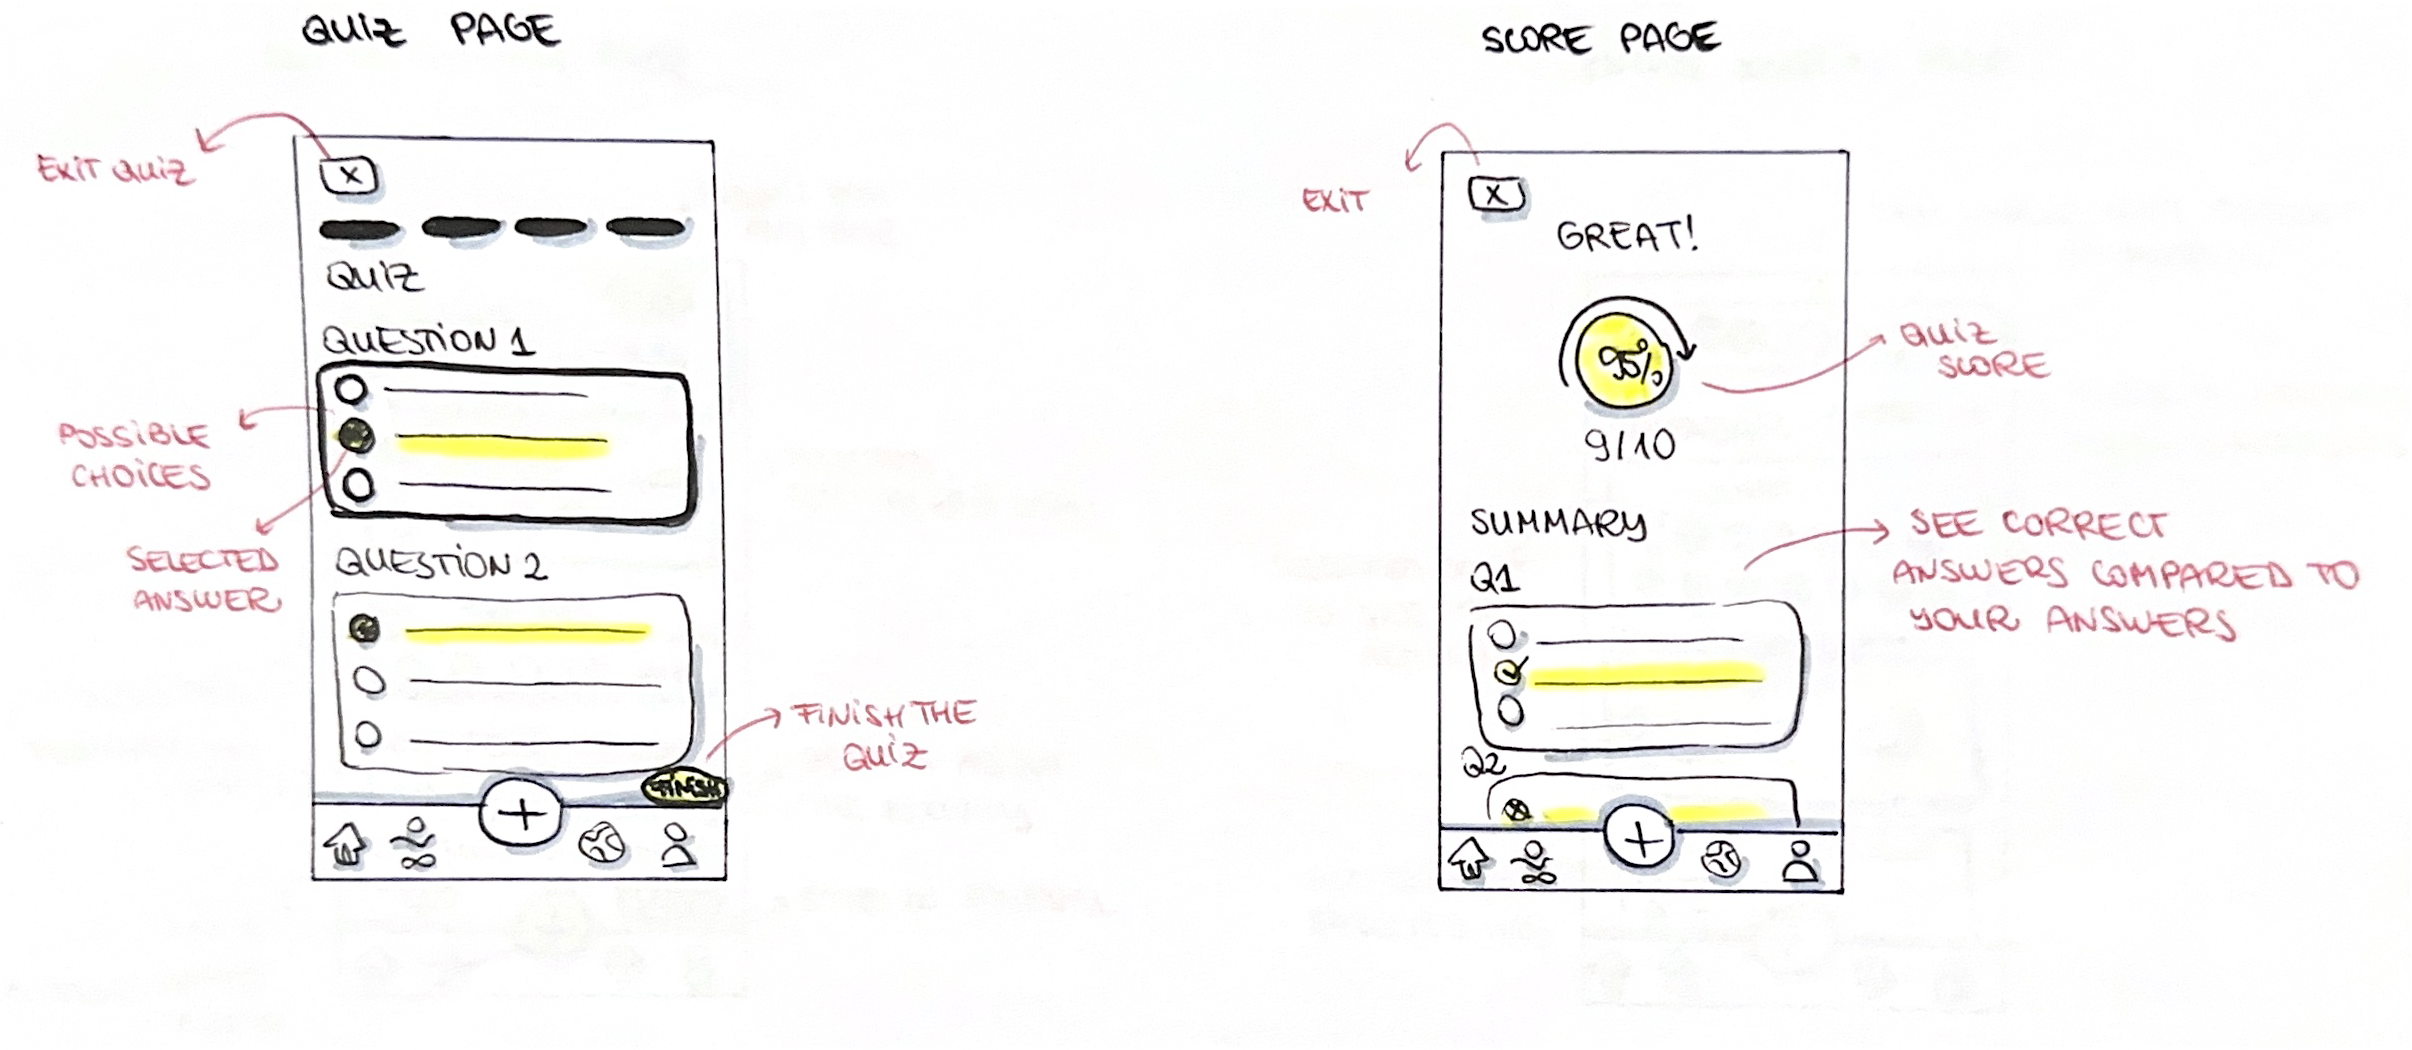 QUIZ PAGE
EXIT QUIZ
X
QUIZ
QUESTION 1
POSSIBLE
CHOICES
SELECTED
ANSWER
QUESTION 2
FINISH THE
QUIZ
FINISH
SCORE PAGE
EXIT
X
GREAT!
95%
9/10
QUIZ
SCORE
SUMMARY
Q1
SEE CORRECT
ANSWERS COMPARED TO
YOUR ANSWERS
Q2